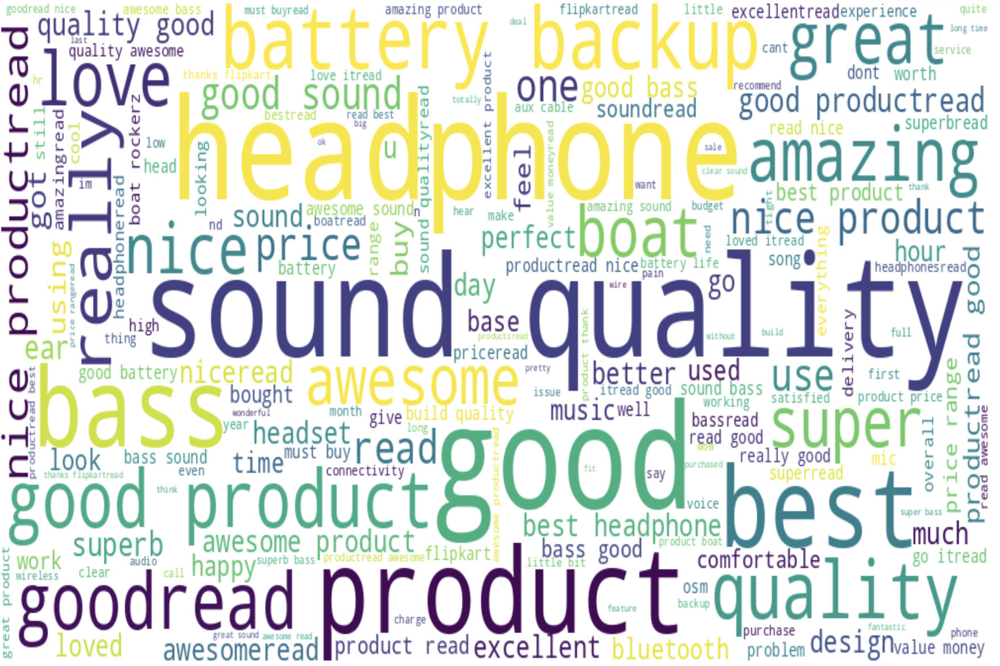 goodread nice
awesome bass
must buyread
amazing product
deal
flipkartread
little
excellentread
experience
quite
quality good
battery backup
great
long time
last
quality awesome
cant
service
love
thanks flipkart
love itread
one
good bass
dont
worth
hr
good sound
recommend
totally
aux cable
soundread
good productread
bestread
read best
big
read nice
superbread
nice productread
really
got
still
amazingread
cool
boat rockerz
low
head
im
looking
headphone
ok
u
sound qualityread
excellent product
feel
value moneyread
sale
clear sound
want
amazing
best product
thank
tight
headphoneread
nd
sound
awesome sound
n
boatread
hear
make
amazing sound
budget
boat
nice product
nice
price
range
buy
perfect
need
loved itread
hour
using
price rangeread
battery
productread nice
battery life
song
everything
headphonesread
pain
wire
day
go
sound quality
high
thing
base
productsread
priceread
product thank
without
build
full
delivery
productread good
ear
good battery
niceread
awesome
pretty
better
used
use
first
productread best
bass
bought
issue
itread good
sound bass
satisfied
product price
wonderful
month
build quality
music
well
working
super
price range
year
give
long
bassread
read good
overall
read awesome
headset
read
good
wow
look
bass sound
time
must buy
really good
mic
thanks flipkartread
even
connectivity
fit
say
purchased
superread
good product
think
awesome productread
voice
best
super bass
best headphone
much
superb
awesome product
product boat
work
audio
happy
superb bass
productread awesome
flipkart
bass good
little bit
comfortable
go itread
wireless
clear
call
great product
goodread
product
osm
backup
quality
feature
charge
fantastic
loved
great sound
awesome read
purchase
phone
awesomeread
product read
excellent
bluetooth
problem
design
value money